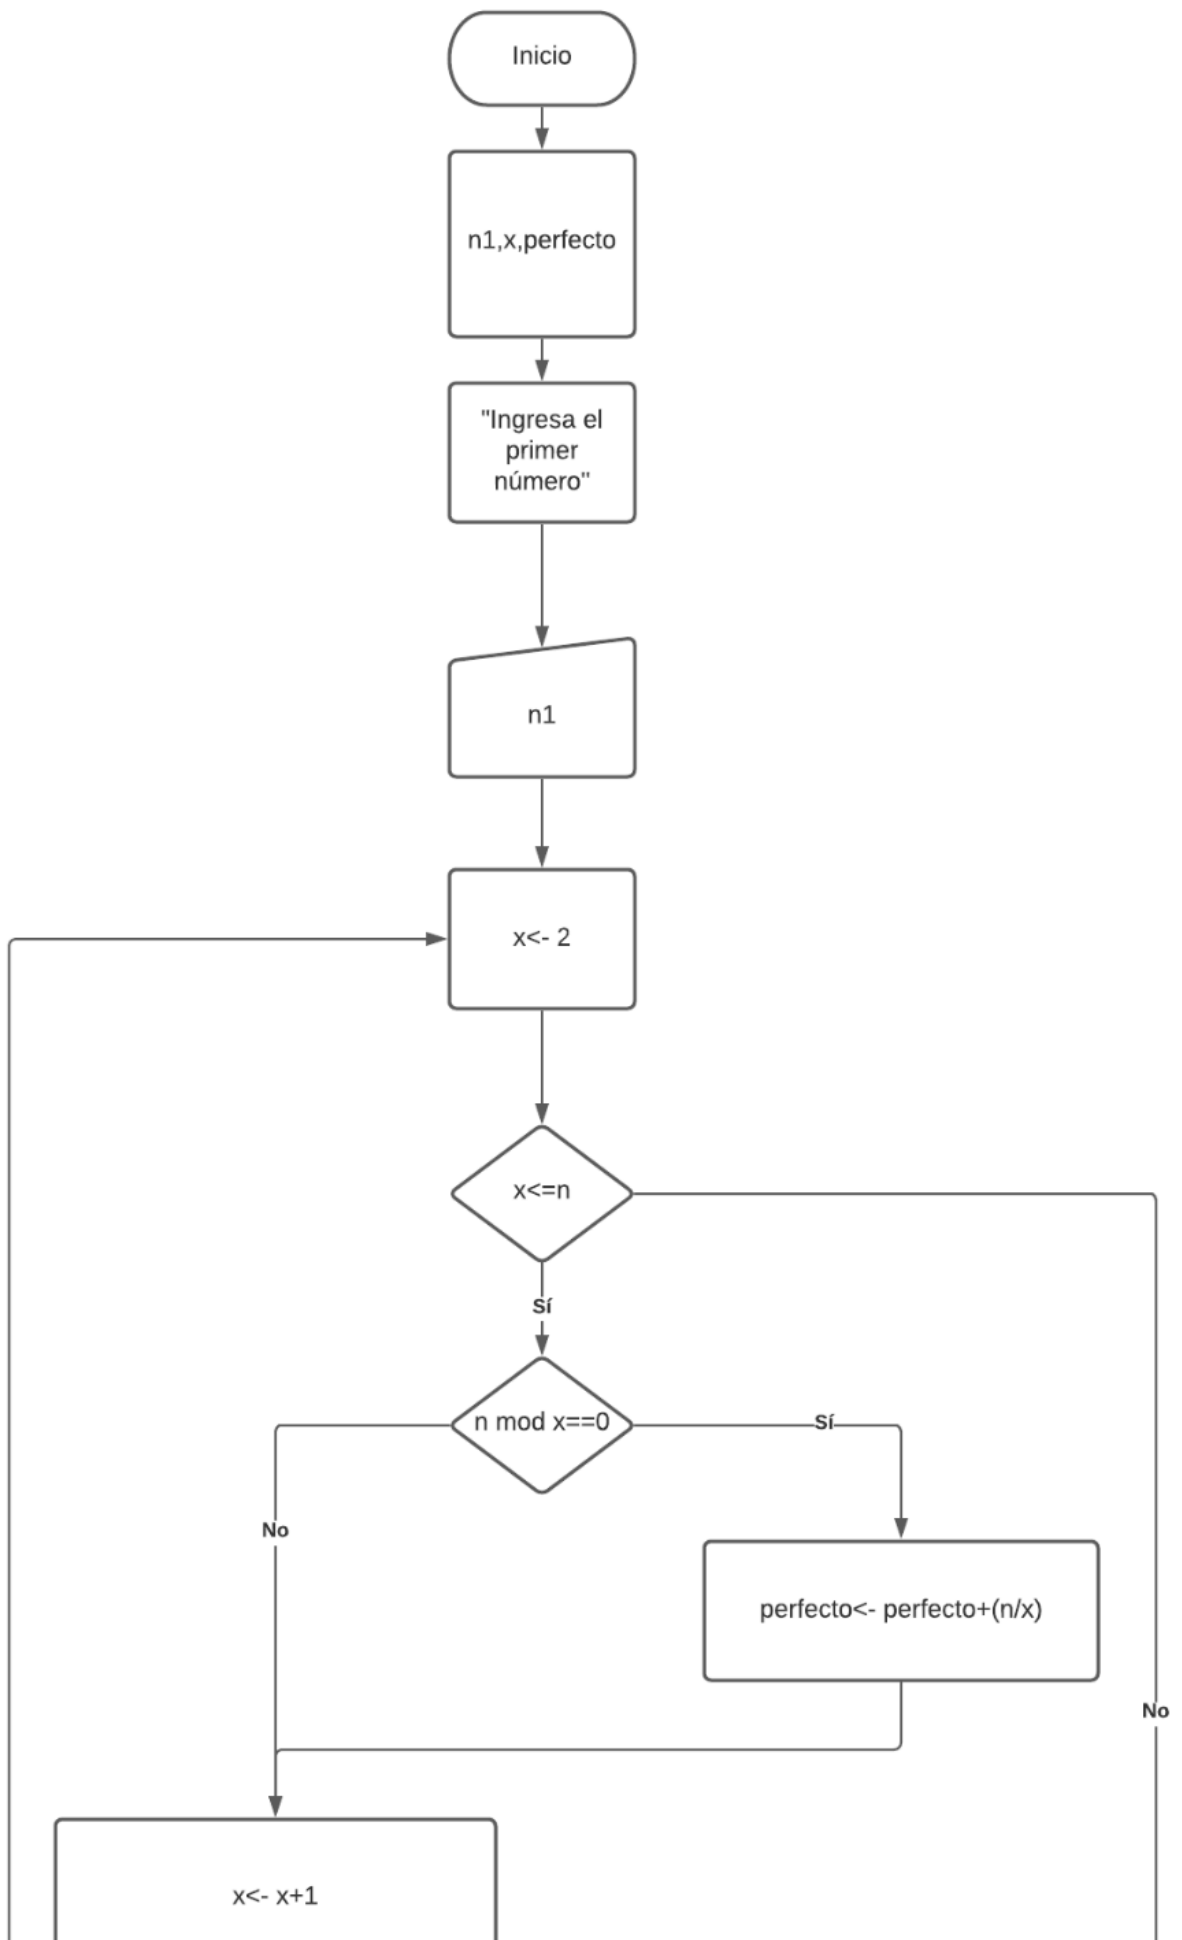 Inicio
n1,x,perfecto
"Ingresa el
primer
número"
n1
x<- 2
x<=n
Sí
n mod x==0
Sí
No
perfecto<- perfecto+(n/x)
No
x<- x+1